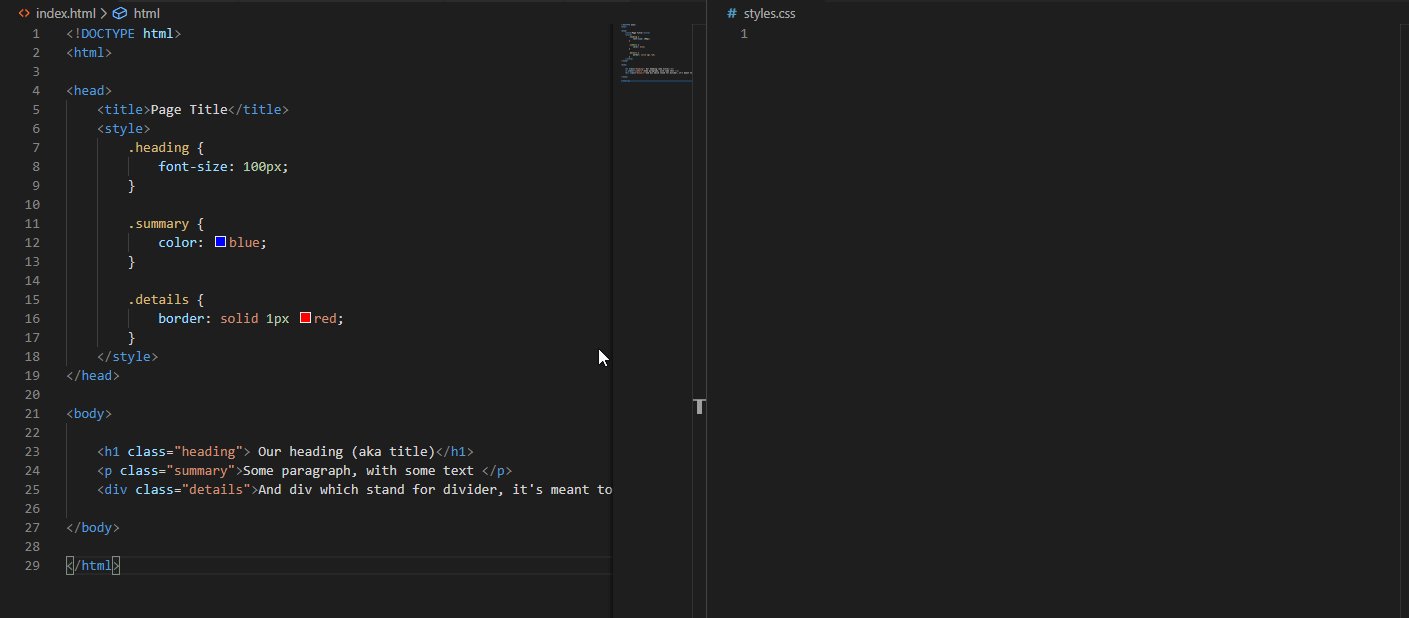 index.html > html
1 <!DOCTYPE html>
2 <html>
3
4 <head>
5     <title>Page Title</title>
6     <style>
7         .heading {
8             font-size: 100px;
9         }
10
11         .summary {
12             color: blue;
13         }
14
15         .details {
16             border: solid 1px red;
17         }
18     </style>
19 </head>
20
21 <body>
22
23     <h1 class="heading"> Our heading (aka title)</h1>
24     <p class="summary">Some paragraph, with some text </p>
25     <div class="details">And div which stand for divider, it's meant to
26
27 </body>
28
29 </html>
# styles.css
1